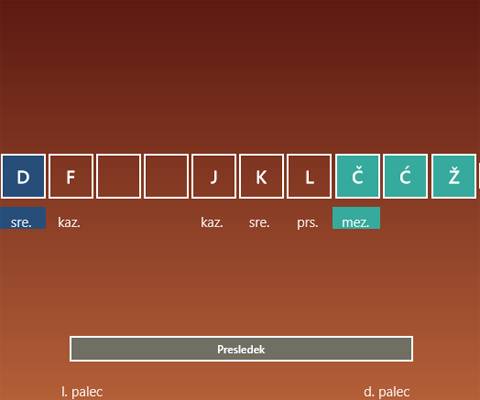 D F J K L Č Ć Ž
sre. kaz. kaz. sre. prs. mez.
Presledek
l. palec d. palec